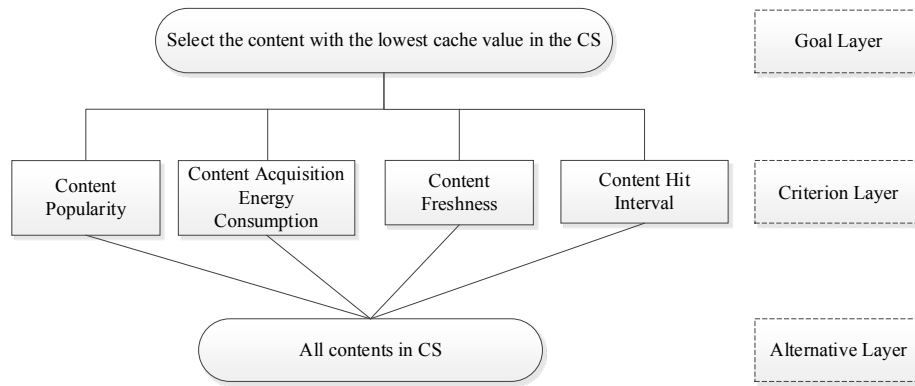 Select the content with the lowest cache value in the CS
Goal Layer
Content
Popularity
Content Acquisition
Energy
Consumption
Content
Freshness
Content Hit
Interval
Criterion Layer
All contents in CS
Alternative Layer